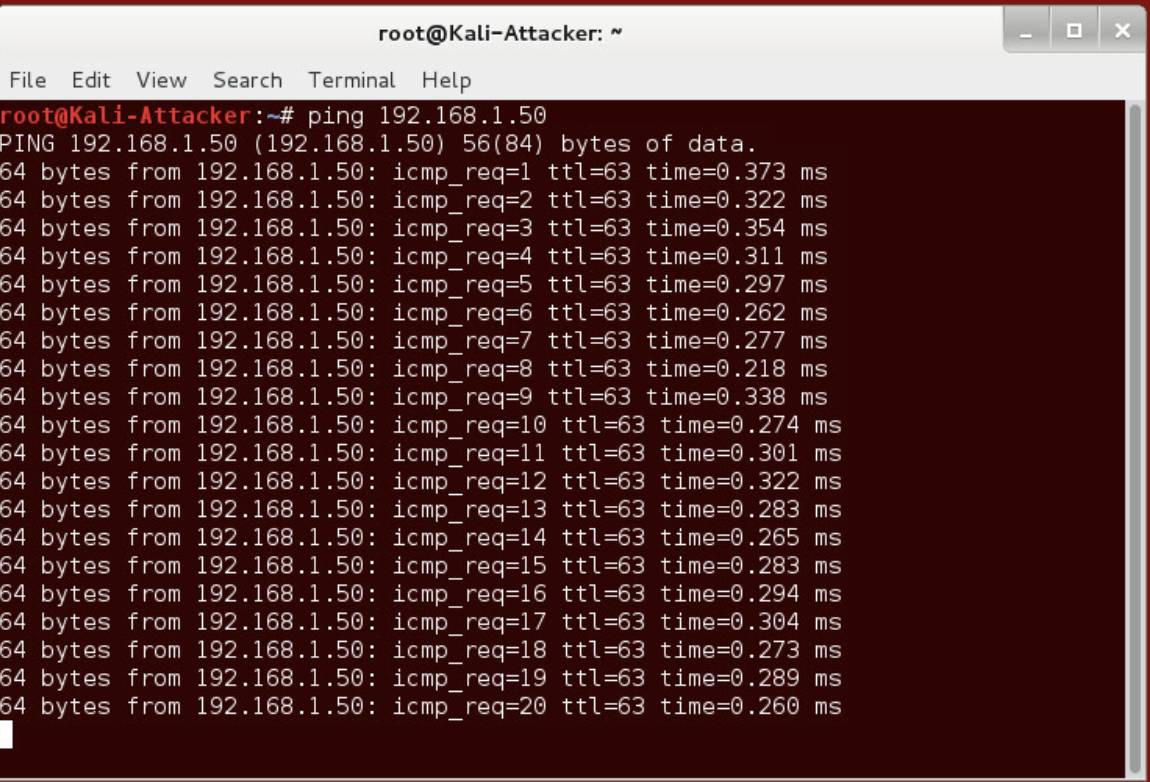 root@Kali-Attacker: ~
File Edit View Search Terminal Help
root@Kali-Attacker:~# ping 192.168.1.50
PING 192.168.1.50 (192.168.1.50) 56(84) bytes of data.
64 bytes from 192.168.1.50: icmp_req=1 ttl=63 time=0.373 ms
64 bytes from 192.168.1.50: icmp_req=2 ttl=63 time=0.322 ms
64 bytes from 192.168.1.50: icmp_req=3 ttl=63 time=0.354 ms
64 bytes from 192.168.1.50: icmp_req=4 ttl=63 time=0.311 ms
64 bytes from 192.168.1.50: icmp_req=5 ttl=63 time=0.297 ms
64 bytes from 192.168.1.50: icmp_req=6 ttl=63 time=0.262 ms
64 bytes from 192.168.1.50: icmp_req=7 ttl=63 time=0.277 ms
64 bytes from 192.168.1.50: icmp_req=8 ttl=63 time=0.218 ms
64 bytes from 192.168.1.50: icmp_req=9 ttl=63 time=0.338 ms
64 bytes from 192.168.1.50: icmp_req=10 ttl=63 time=0.274 ms
64 bytes from 192.168.1.50: icmp_req=11 ttl=63 time=0.301 ms
64 bytes from 192.168.1.50: icmp_req=12 ttl=63 time=0.322 ms
64 bytes from 192.168.1.50: icmp_req=13 ttl=63 time=0.283 ms
64 bytes from 192.168.1.50: icmp_req=14 ttl=63 time=0.265 ms
64 bytes from 192.168.1.50: icmp_req=15 ttl=63 time=0.283 ms
64 bytes from 192.168.1.50: icmp_req=16 ttl=63 time=0.294 ms
64 bytes from 192.168.1.50: icmp_req=17 ttl=63 time=0.304 ms
64 bytes from 192.168.1.50: icmp_req=18 ttl=63 time=0.273 ms
64 bytes from 192.168.1.50: icmp_req=19 ttl=63 time=0.289 ms
64 bytes from 192.168.1.50: icmp_req=20 ttl=63 time=0.260 ms